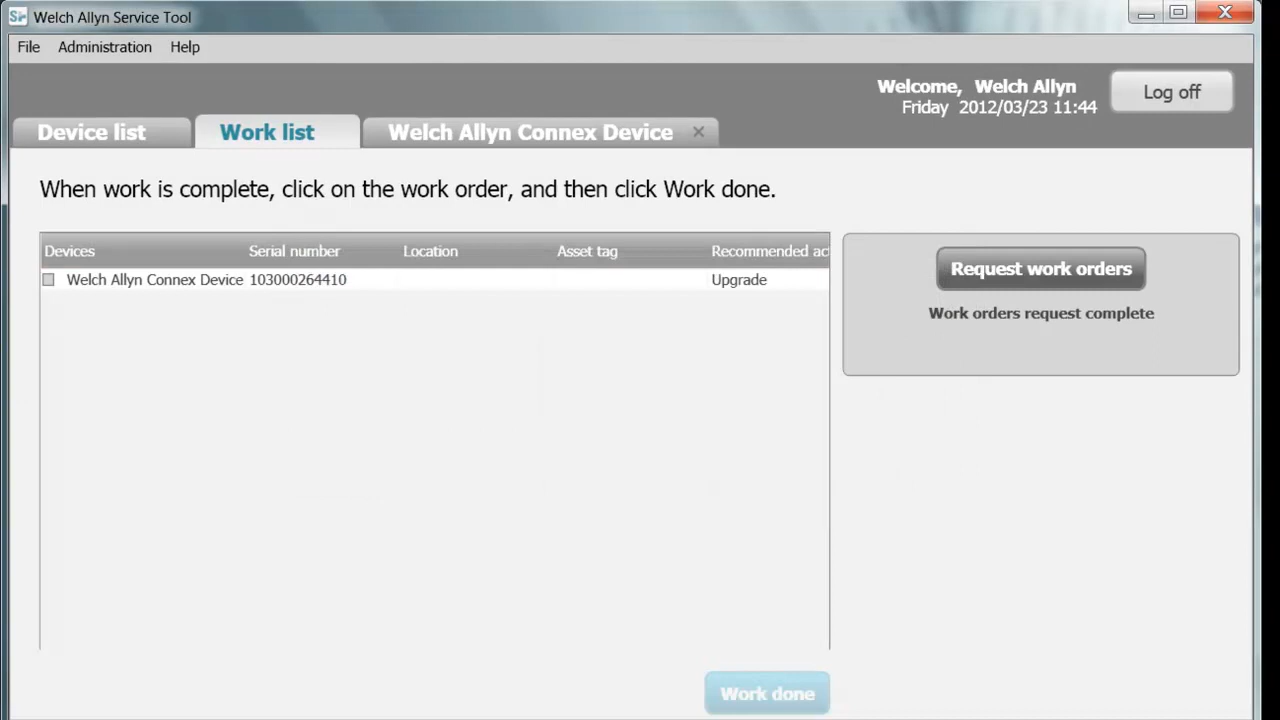 Welch Allyn Service Tool
File Administration Help
Welcome, Welch Allyn
Friday 2012/03/23 11:44
Log off
Device list Work list Welch Allyn Connex Device
When work is complete, click on the work order, and then click Work done.
Devices Serial number Location Asset tag Recommended act
Welch Allyn Connex Device 103000264410 Upgrade
Request work orders
Work orders request complete
Work done